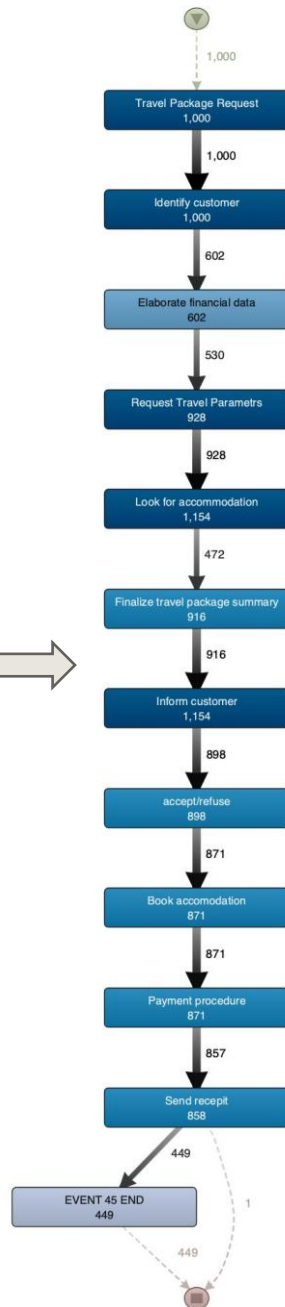 1,000
Travel Package Request
1,000
1,000
Identify customer
1,000
602
Elaborate financial data
602
530
Request Travel Parametrs
928
928
Look for accommodation
1,154
472
Finalize travel package summary
916
916
Inform customer
1,154
898
accept/refuse
898
871
Book accomodation
871
871
Payment procedure
871
857
Send recepit
858
449
1
EVENT 45 END
449
449